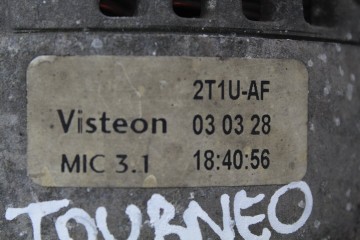 2T1U-AF
Visteon 03 03 28
MIC 3.1 18:40:56
TOURNEO